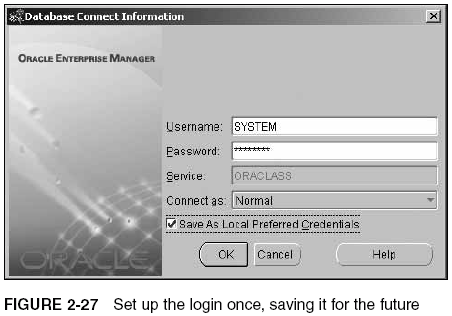 Database Connect Information
ORACLE ENTERPRISE MANAGER
Username: SYSTEM
Password: ********
Service: ORACLASS
Connect as: Normal
Save As Local Preferred Credentials
OK Cancel Help
ORACLE
FIGURE 2-27 Set up the login once, saving it for the future